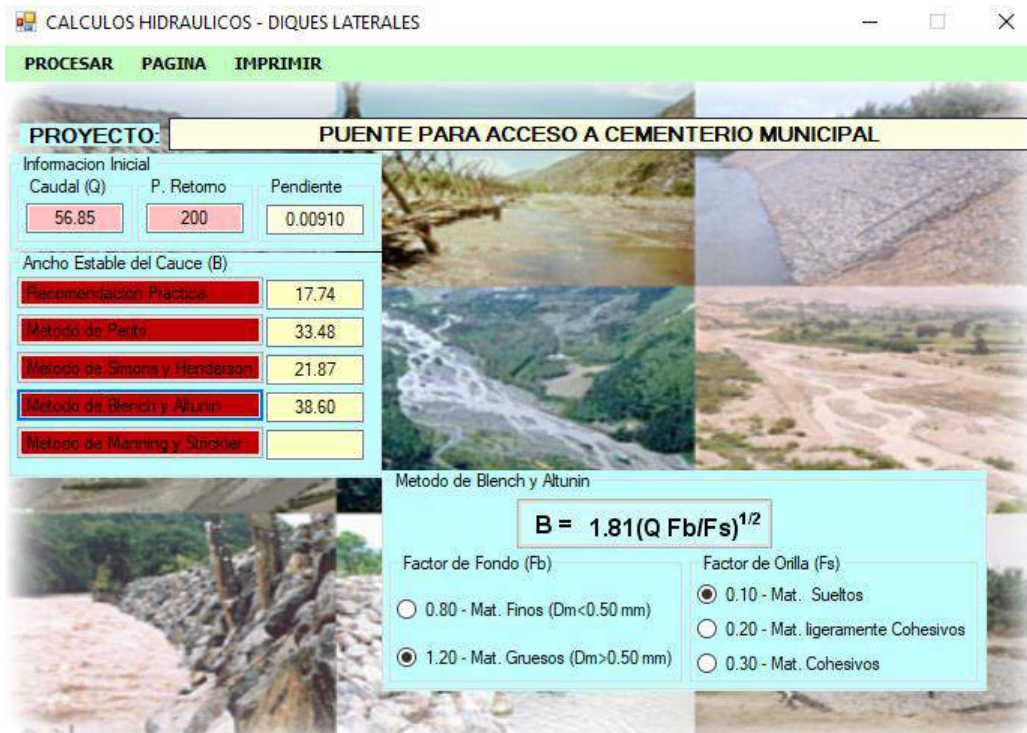 CALCULOS HIDRAULICOS - DIQUES LATERALES
PROCESAR PAGINA IMPRIMIR
PROYECTO: PUENTE PARA ACCESO A CEMENTERIO MUNICIPAL
Informacion Inicial
Caudal (Q) P. Retorno Pendiente
56.85 200 0.00910
Ancho Estable del Cauce (B)
Recomendacion Practica 17.74
Metodo de Petits 33.48
Metodo de Simons y Henderson 21.87
Metodo de Blench y Altunin 38.60
Metodo de Manning y Strickler
Metodo de Blench y Altunin
B = 1.81(Q Fb/Fs)1/2
Factor de Fondo (Fb)
0.80 - Mat. Finos (Dm<0.50 mm)
1.20 - Mat. Gruesos (Dm>0.50 mm)
Factor de Orilla (Fs)
0.10 - Mat. Sueltos
0.20 - Mat. ligeramente Cohesivos
0.30 - Mat. Cohesivos